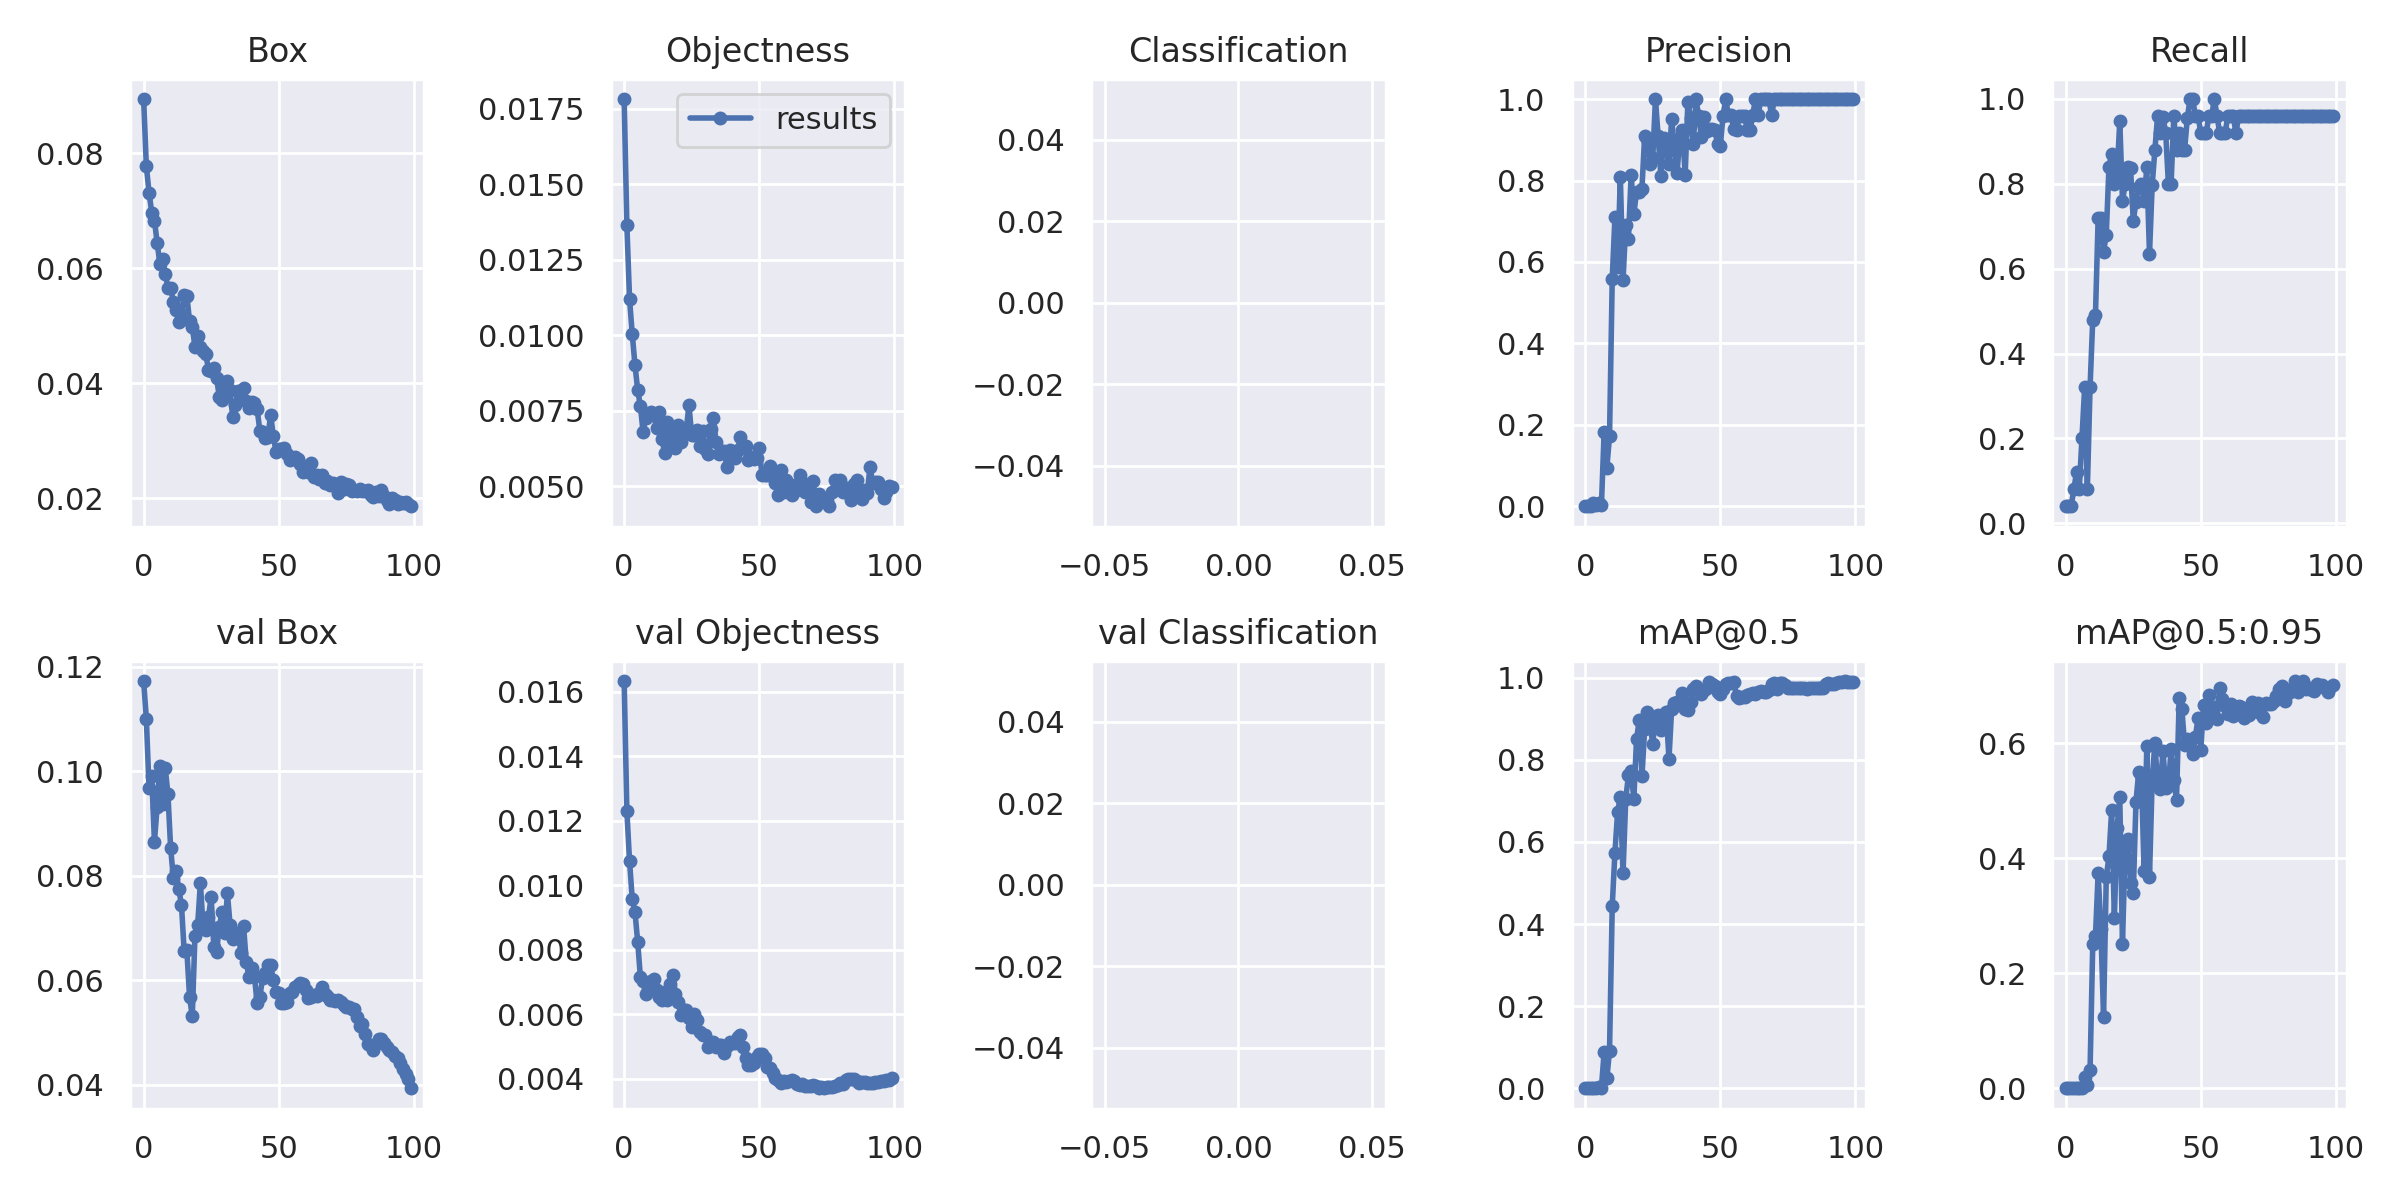 Box
Objectness
Classification
Precision
Recall
0.08
0.06
0.04
0.02
0 50 100
results
0.0175
0.0150
0.0125
0.0100
0.0075
0.0050
0 50 100
0.04
0.02
0.00
−0.02
−0.04
−0.05 0.00 0.05
1.0
0.8
0.6
0.4
0.2
0.0
0 50 100
1.0
0.8
0.6
0.4
0.2
0.0
0 50 100
val Box
val Objectness
val Classification
mAP@0.5
mAP@0.5:0.95
0.12
0.10
0.08
0.06
0.04
0 50 100
0.016
0.014
0.012
0.010
0.008
0.006
0.004
0 50 100
0.04
0.02
0.00
−0.02
−0.04
−0.05 0.00 0.05
1.0
0.8
0.6
0.4
0.2
0.0
0 50 100
0.6
0.4
0.2
0.0
0 50 100